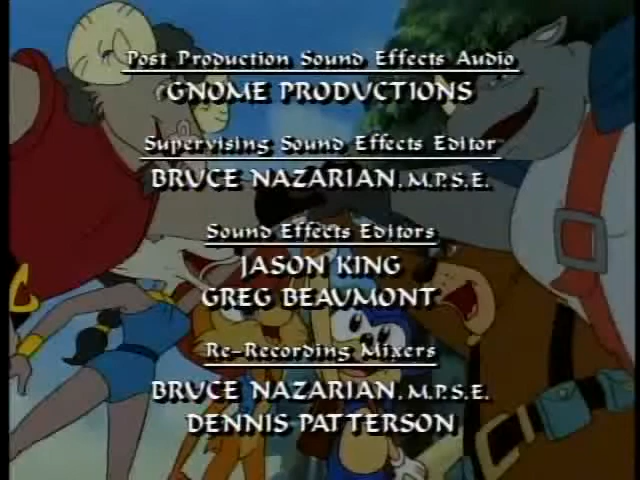 Post Production Sound Effects Audio
GNOME PRODUCTIONS
Supervising Sound Effects Editor
BRUCE NAZARIAN, M.P.S.E.
Sound Effects Editors
JASON KING
GREG BEAUMONT
Re-Recording Mixers
BRUCE NAZARIAN, M.P.S.E.
DENNIS PATTERSON